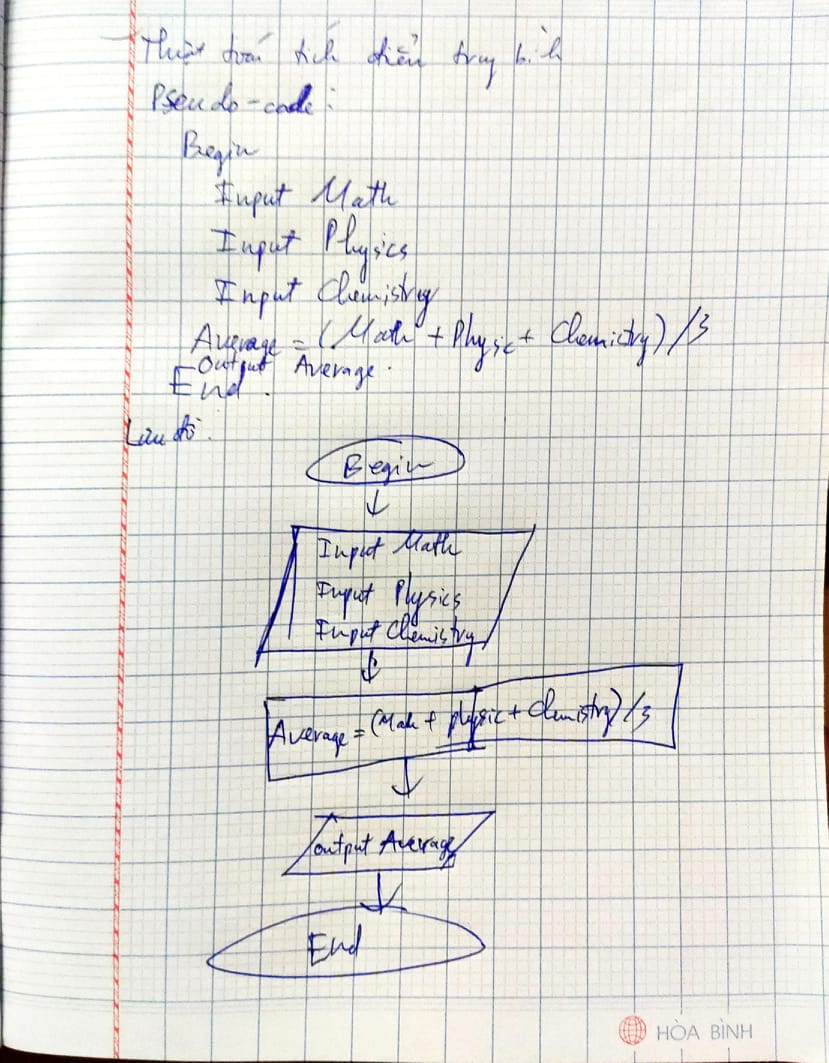 Thuật toán tính điểm trung bình
Pseudo-code:
Begin
Input Math
Input Physics
Input Chemistry
Average = (Math + Physic + Chemistry) / 3
Output Average.
End.
Lưu đồ:
Begin
Input Math
Input Physics
Input Chemistry
Average = (Math + physic + Chemistry) / 3
output Average
End
HÒA BÌNH